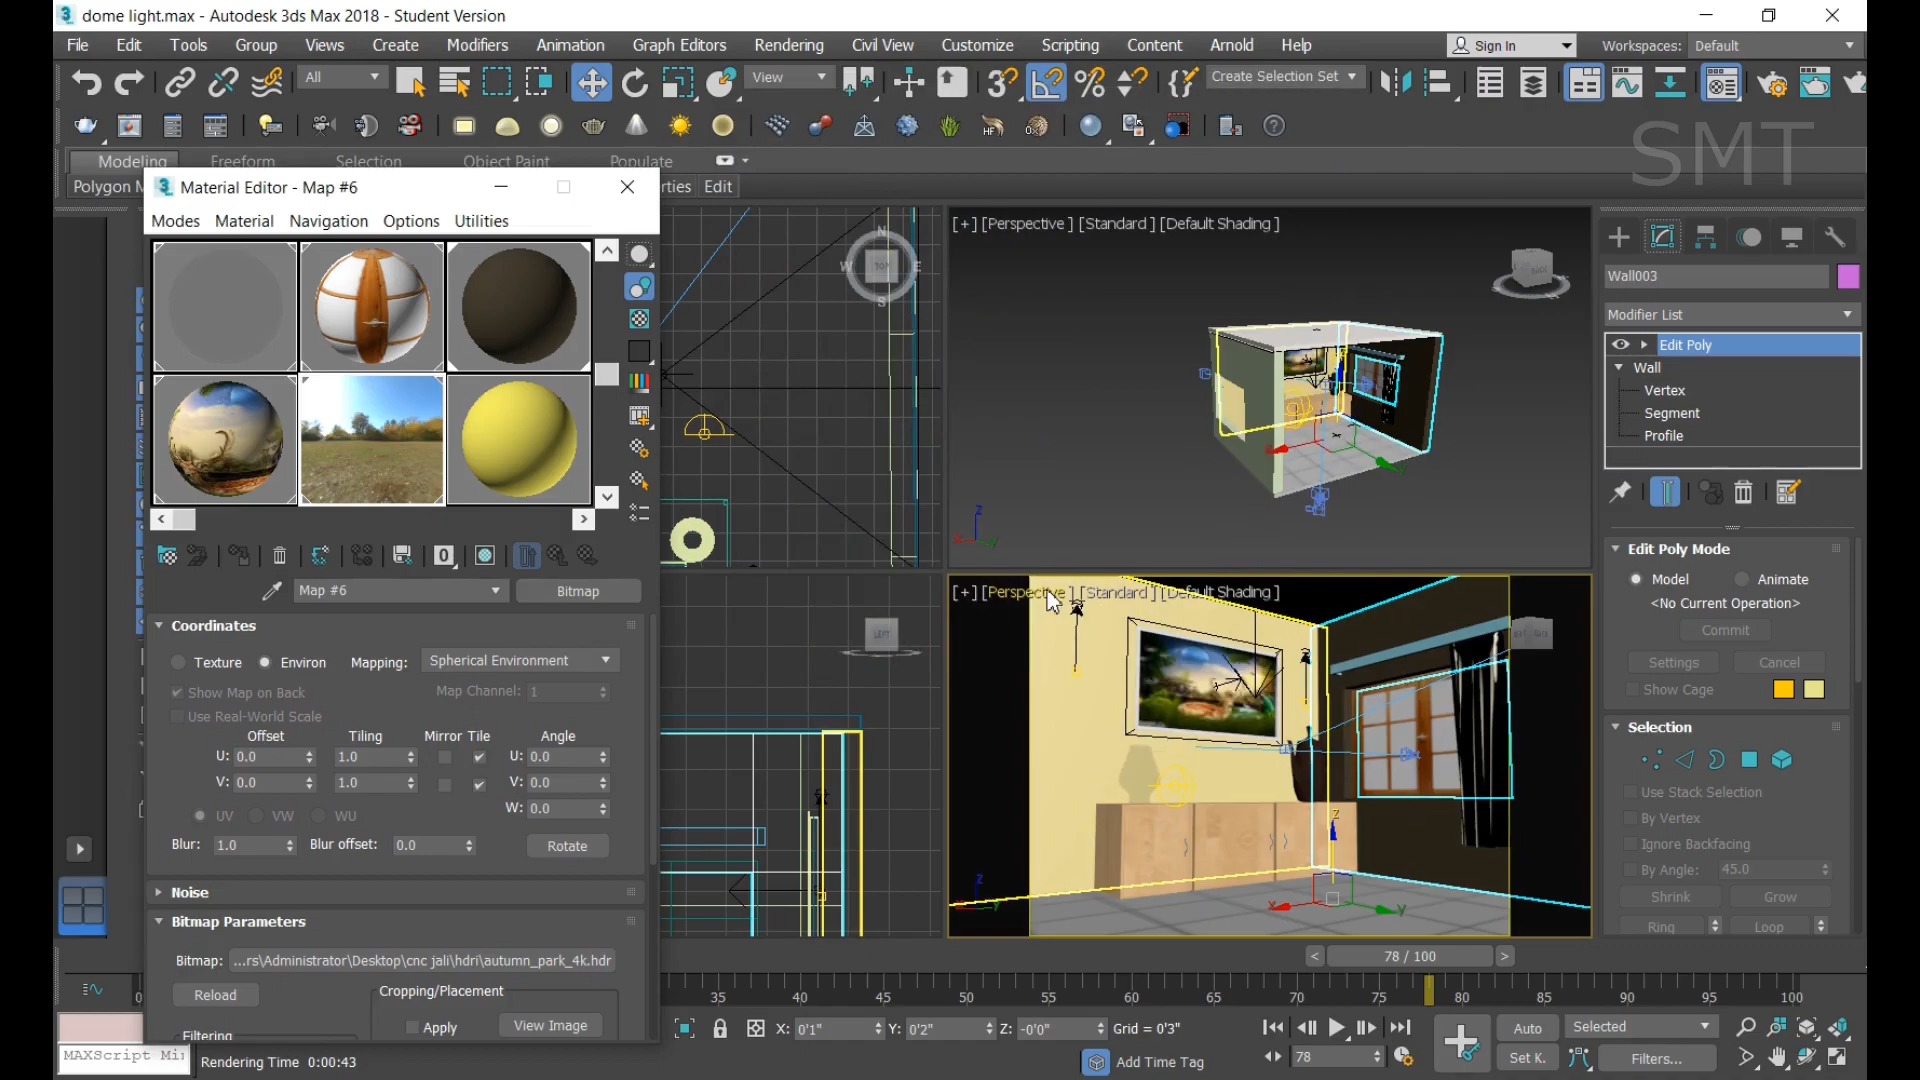 dome light.max - Autodesk 3ds Max 2018 - Student Version
File Edit Tools Group Views Create Modifiers Animation Graph Editors Rendering Civil View Customize Scripting Content Arnold Help
Sign In
Workspaces: Default
All
View
Create Selection Set
SMT
Modeling Freeform Selection Object Paint Populate
Polygon M
rties Edit
Material Editor - Map #6
Modes Material Navigation Options Utilities
Map #6
Bitmap
Coordinates
Texture Environ Mapping: Spherical Environment
Show Map on Back Map Channel: 1
Use Real-World Scale
Offset Tiling Mirror Tile Angle
U: 0.0 1.0 U: 0.0
V: 0.0 1.0 V: 0.0
W: 0.0
UV VW WU
Blur: 1.0 Blur offset: 0.0 Rotate
Noise
Bitmap Parameters
Bitmap: ...rs\Administrator\Desktop\cnc jali\hdri\autumn_park_4k.hdr
Reload
Cropping/Placement
Apply View Image
Filtering
N
W TOP E
S
LEFT
[+] [Perspective ] [Standard ] [Default Shading ]
[+] [Perspective ] [Standard ] [Default Shading ]
Wall003
Modifier List
Edit Poly
Wall
Vertex
Segment
Profile
Edit Poly Mode
Model Animate
<No Current Operation>
Commit
Settings Cancel
Show Cage
Selection
Use Stack Selection
By Vertex
Ignore Backfacing
By Angle: 45.0
Shrink Grow
Ring Loop
< 78 / 100 >
0 35 40 45 50 55 60 65 70 75 80 85 90 95 100
X: 0'1" Y: 0'2" Z: -0'0" Grid = 0'3"
Auto Selected
MAXScript Mi
Rendering Time 0:00:43
Add Time Tag
78
Set K. Filters...